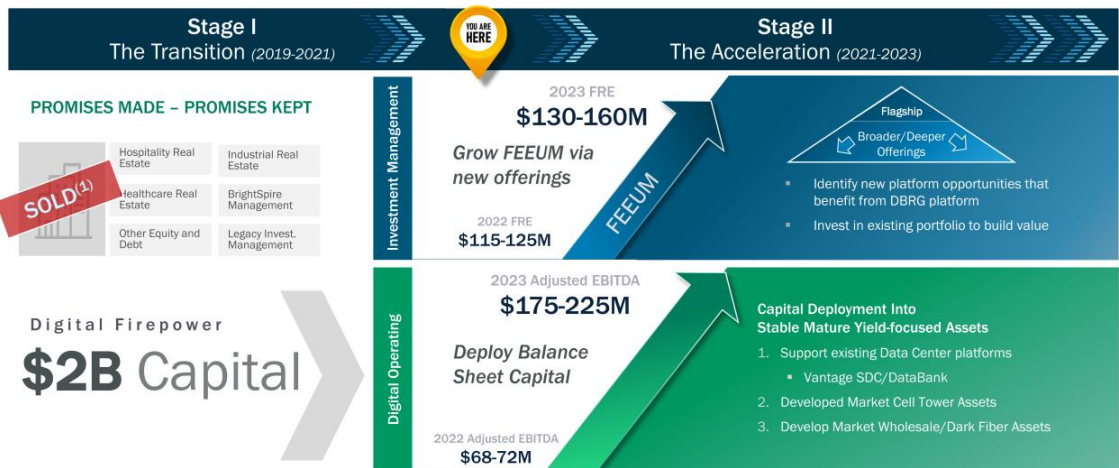 Stage I
The Transition (2019-2021)
YOU ARE
HERE
Stage II
The Acceleration (2021-2023)
PROMISES MADE – PROMISES KEPT
SOLD(1)
Hospitality Real
Estate
Industrial Real
Estate
Healthcare Real
Estate
BrightSpire
Management
Other Equity and
Debt
Legacy Invest.
Management
Digital Firepower
$2B Capital
Investment Management
2023 FRE
$130-160M
Grow FEEUM via
new offerings
2022 FRE
$115-125M
FEEUM
Flagship
Broader/Deeper
Offerings
▪ Identify new platform opportunities that
benefit from DBRG platform
▪ Invest in existing portfolio to build value
Digital Operating
2023 Adjusted EBITDA
$175-225M
Deploy Balance
Sheet Capital
2022 Adjusted EBITDA
$68-72M
Capital Deployment Into
Stable Mature Yield-focused Assets
1. Support existing Data Center platforms
▪ Vantage SDC/DataBank
2. Developed Market Cell Tower Assets
3. Develop Market Wholesale/Dark Fiber Assets